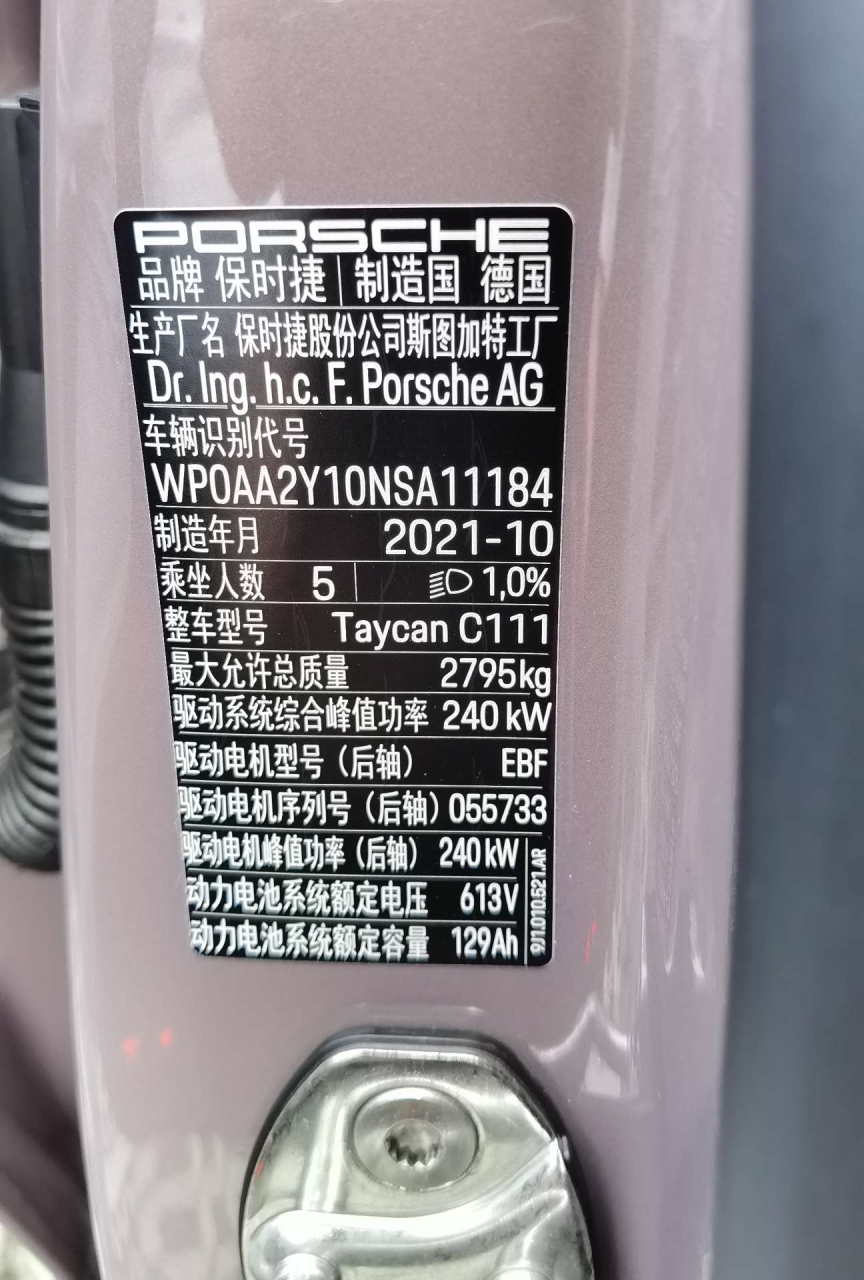 PORSCHE
品牌 保时捷 制造国 德国
生产厂名 保时捷股份公司斯图加特工厂
Dr. Ing. h.c. F. Porsche AG
车辆识别代号
WP0AA2Y10NSA11184
制造年月 2021-10
乘坐人数 5 1,0%
整车型号 Taycan C111
最大允许总质量 2795kg
驱动系统综合峰值功率 240 kW
驱动电机型号（后轴） EBF
驱动电机序列号（后轴） 055733
驱动电机峰值功率（后轴） 240 kW
动力电池系统额定电压 613V
动力电池系统额定容量 129Ah
9J1.010.621.AR